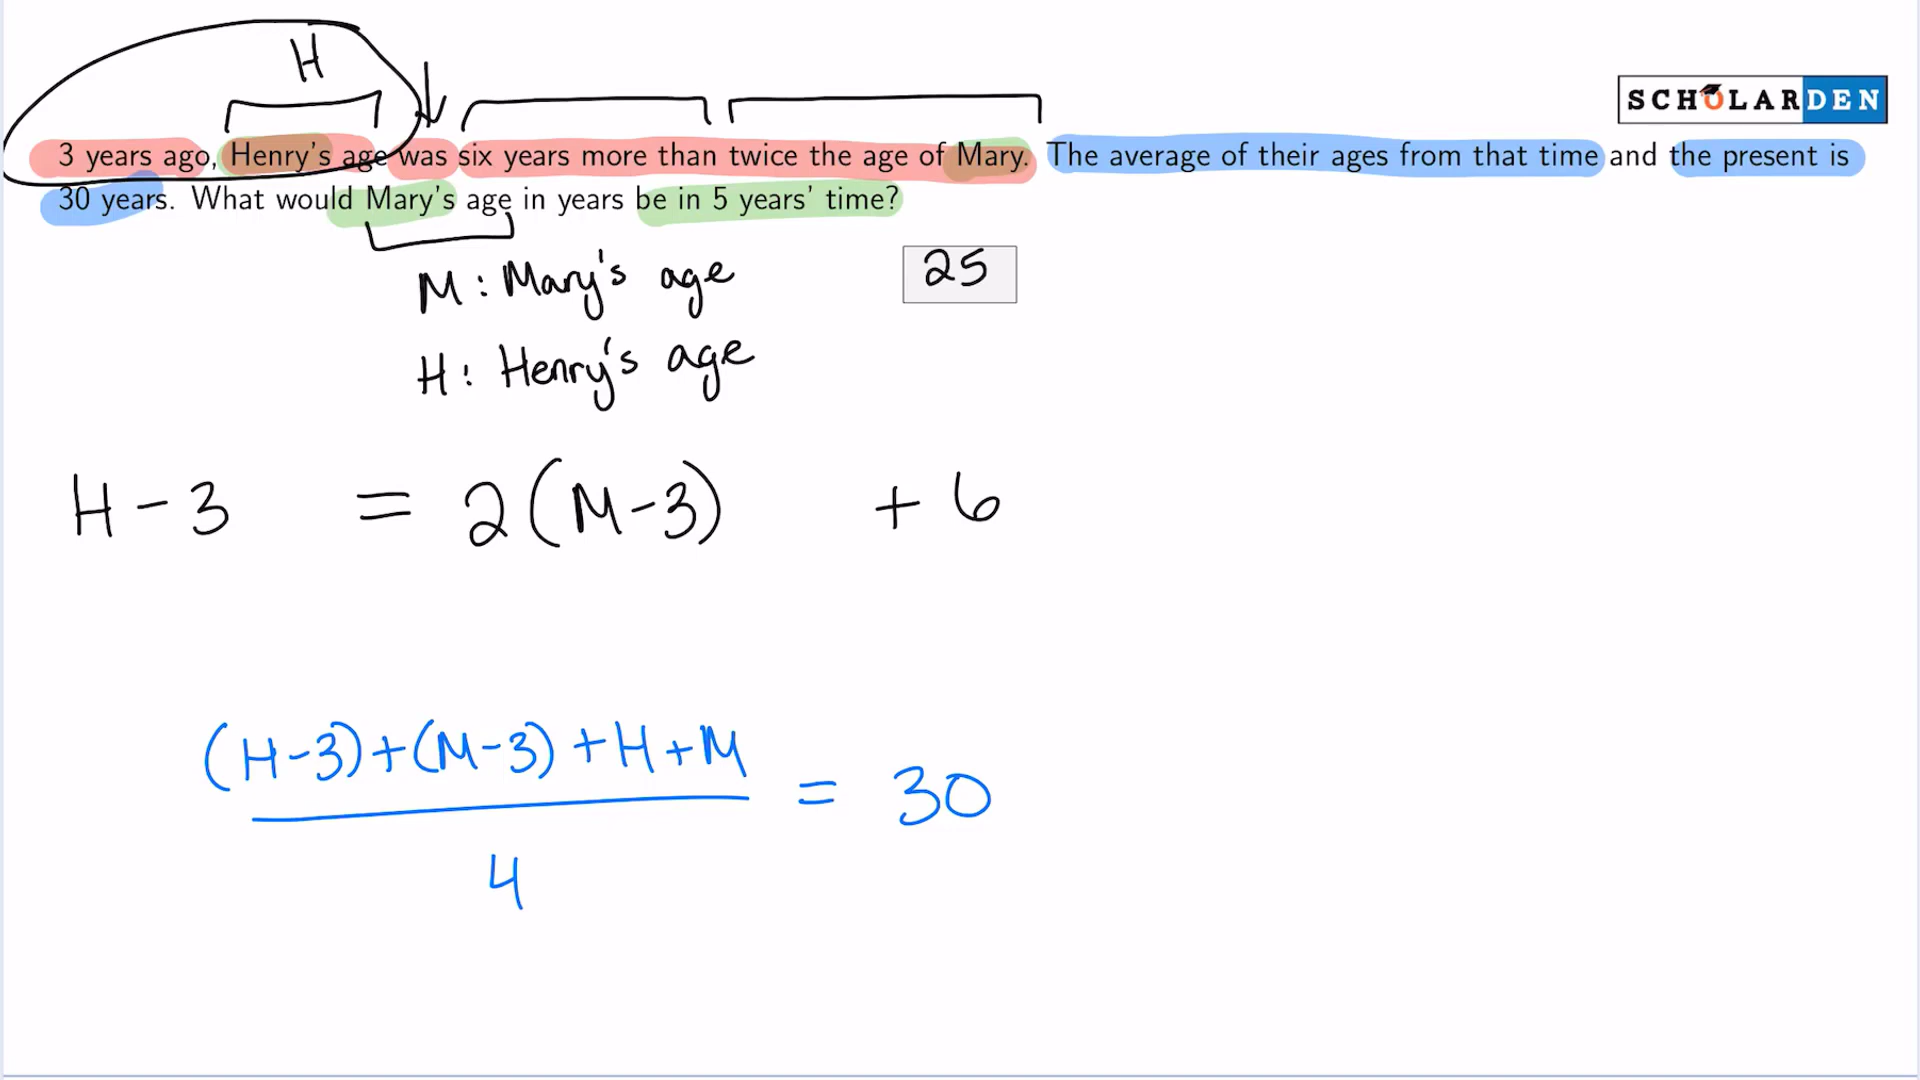 H
SCHOLARDEN
3 years ago, Henry's age was six years more than twice the age of Mary. The average of their ages from that time and the present is
30 years. What would Mary's age in years be in 5 years' time?
M : Mary's age
25
H : Henry's age
H - 3 = 2(M-3) + 6
(H-3)+(M-3)+H+M
= 30
4